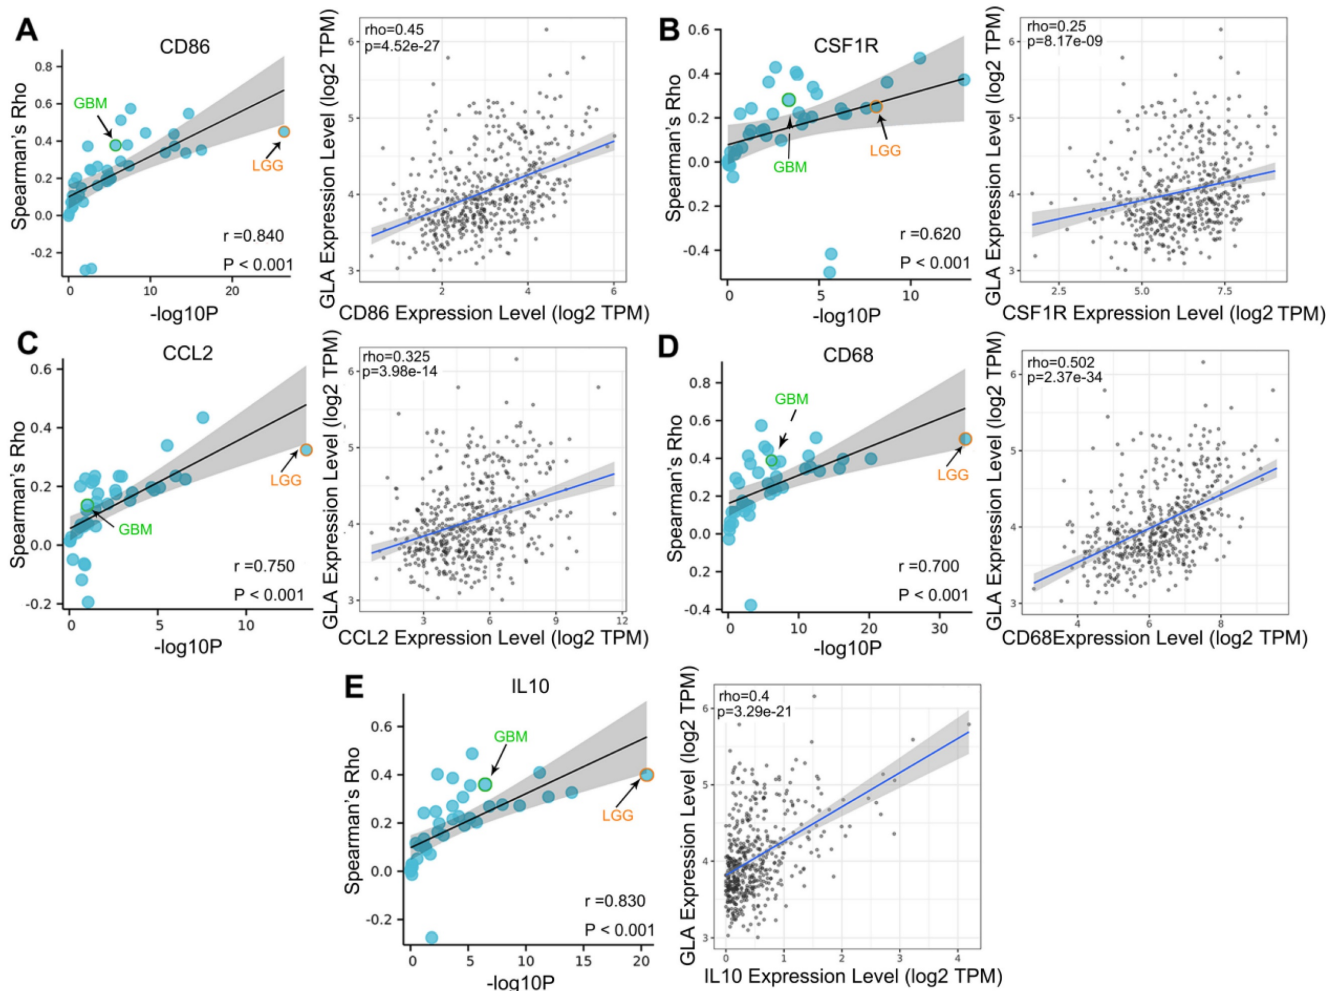 A
CD86
Spearman's Rho
0.8
0.6
0.4
0.2
0.0
-0.2
GBM
LGG
r =0.840
P < 0.001
0
10
20
-log10P
GLA Expression Level (log2 TPM)
rho=0.45
p=4.52e-27
6
5
4
3
2
4
6
CD86 Expression Level (log2 TPM)
B
CSF1R
Spearman's Rho
0.6
0.4
0.2
0.0
-0.2
-0.4
GBM
LGG
r =0.620
P < 0.001
0
5
10
-log10P
GLA Expression Level (log2 TPM)
rho=0.25
p=8.17e-09
6
5
4
3
2.5
5.0
7.5
CSF1R Expression Level (log2 TPM)
C
CCL2
Spearman's Rho
0.6
0.4
0.2
0.0
-0.2
GBM
LGG
r =0.750
P < 0.001
0
5
10
-log10P
GLA Expression Level (log2 TPM)
rho=0.325
p=3.98e-14
6
5
4
3
3
6
9
12
CCL2 Expression Level (log2 TPM)
D
CD68
Spearman's Rho
0.8
0.6
0.4
0.2
0.0
-0.2
-0.4
GBM
LGG
r =0.700
P < 0.001
0
10
20
30
-log10P
GLA Expression Level (log2 TPM)
rho=0.502
p=2.37e-34
6
5
4
3
4
6
8
CD68Expression Level (log2 TPM)
E
IL10
Spearman's Rho
0.6
0.4
0.2
0.0
-0.2
GBM
LGG
r =0.830
P < 0.001
0
5
10
15
20
-log10P
GLA Expression Level (log2 TPM)
rho=0.4
p=3.29e-21
6
5
4
3
0
1
2
3
4
IL10 Expression Level (log2 TPM)